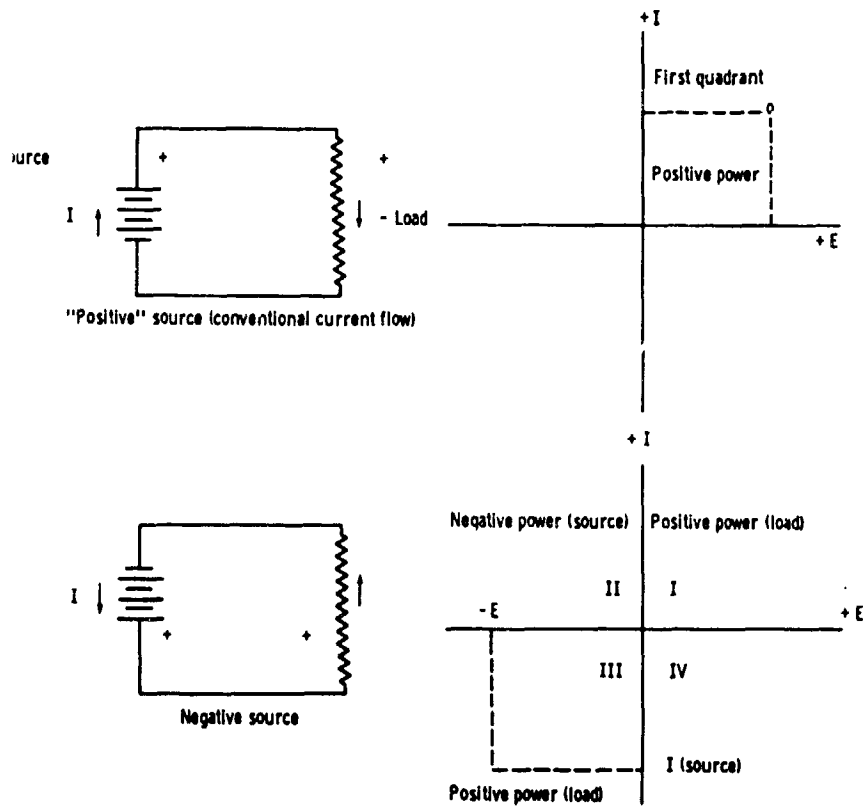 + I
First quadrant
+
+
Positive power
I
- Load
+ E
"Positive" source (conventional current flow)
+ I
Negative power (source)
Positive power (load)
I
II
I
- E
+ E
+
+
III
IV
Negative source
I (source)
Positive power (load)